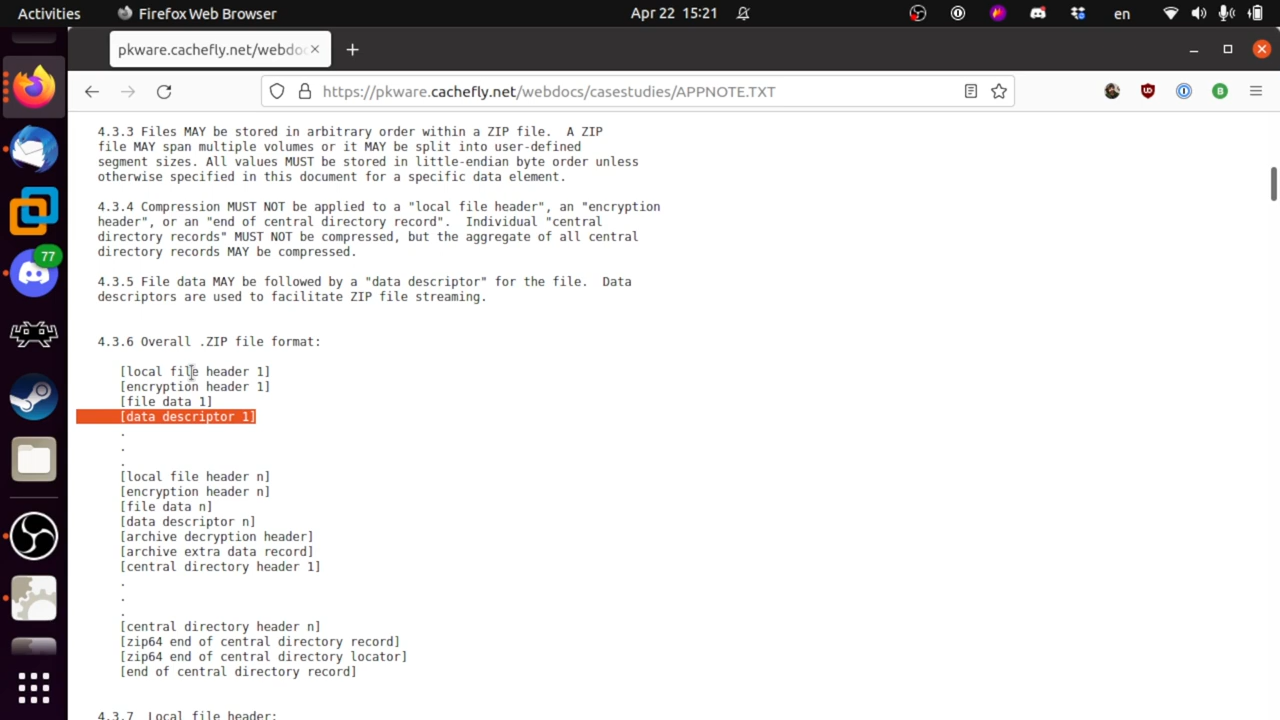 Activities
Firefox Web Browser
Apr 22 15:21
en
pkware.cachefly.net/webdoc
https://pkware.cachefly.net/webdocs/casestudies/APPNOTE.TXT
77
4.3.3 Files MAY be stored in arbitrary order within a ZIP file. A ZIP
file MAY span multiple volumes or it MAY be split into user-defined
segment sizes. All values MUST be stored in little-endian byte order unless
otherwise specified in this document for a specific data element.
4.3.4 Compression MUST NOT be applied to a "local file header", an "encryption
header", or an "end of central directory record". Individual "central
directory records" MUST NOT be compressed, but the aggregate of all central
directory records MAY be compressed.
4.3.5 File data MAY be followed by a "data descriptor" for the file. Data
descriptors are used to facilitate ZIP file streaming.
4.3.6 Overall .ZIP file format:
[local file header 1]
[encryption header 1]
[file data 1]
[data descriptor 1]
.
.
.
[local file header n]
[encryption header n]
[file data n]
[data descriptor n]
[archive decryption header]
[archive extra data record]
[central directory header 1]
.
.
.
[central directory header n]
[zip64 end of central directory record]
[zip64 end of central directory locator]
[end of central directory record]
4.3.7 Local file header: